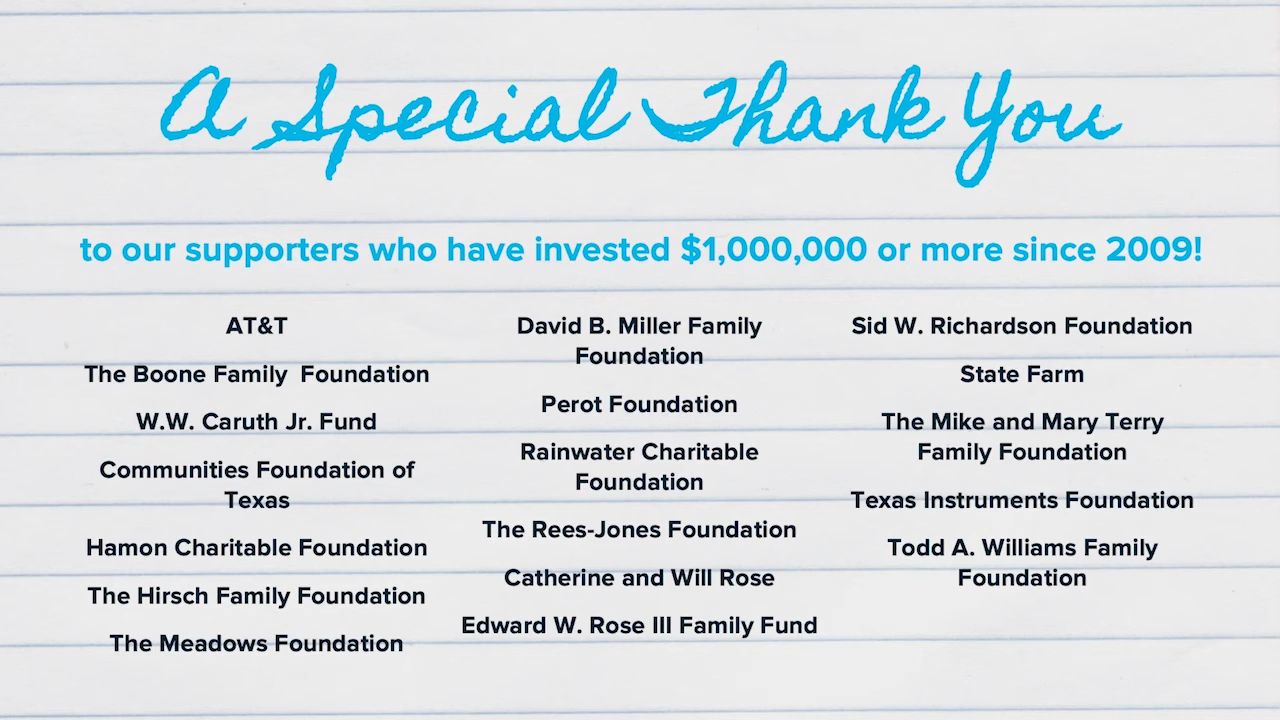 A Special Thank You
to our supporters who have invested $1,000,000 or more since 2009!
AT&T
The Boone Family  Foundation
W.W. Caruth Jr. Fund
Communities Foundation of
Texas
Hamon Charitable Foundation
The Hirsch Family Foundation
The Meadows Foundation
David B. Miller Family
Foundation
Perot Foundation
Rainwater Charitable
Foundation
The Rees-Jones Foundation
Catherine and Will Rose
Edward W. Rose III Family Fund
Sid W. Richardson Foundation
State Farm
The Mike and Mary Terry
Family Foundation
Texas Instruments Foundation
Todd A. Williams Family
Foundation